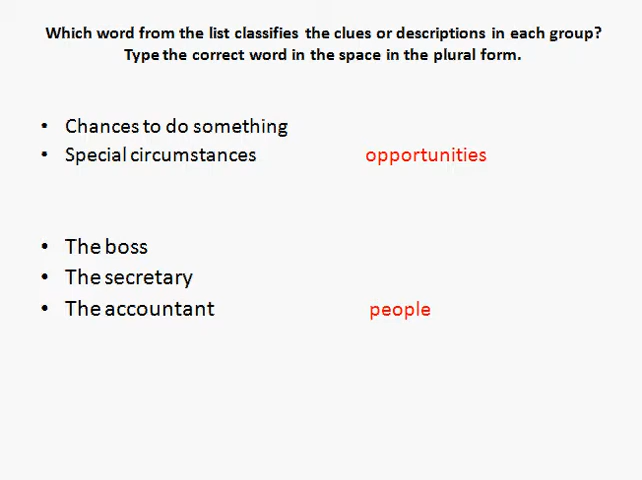 Which word from the list classifies the clues or descriptions in each group?
Type the correct word in the space in the plural form.
• Chances to do something
• Special circumstances opportunities
• The boss
• The secretary
• The accountant people